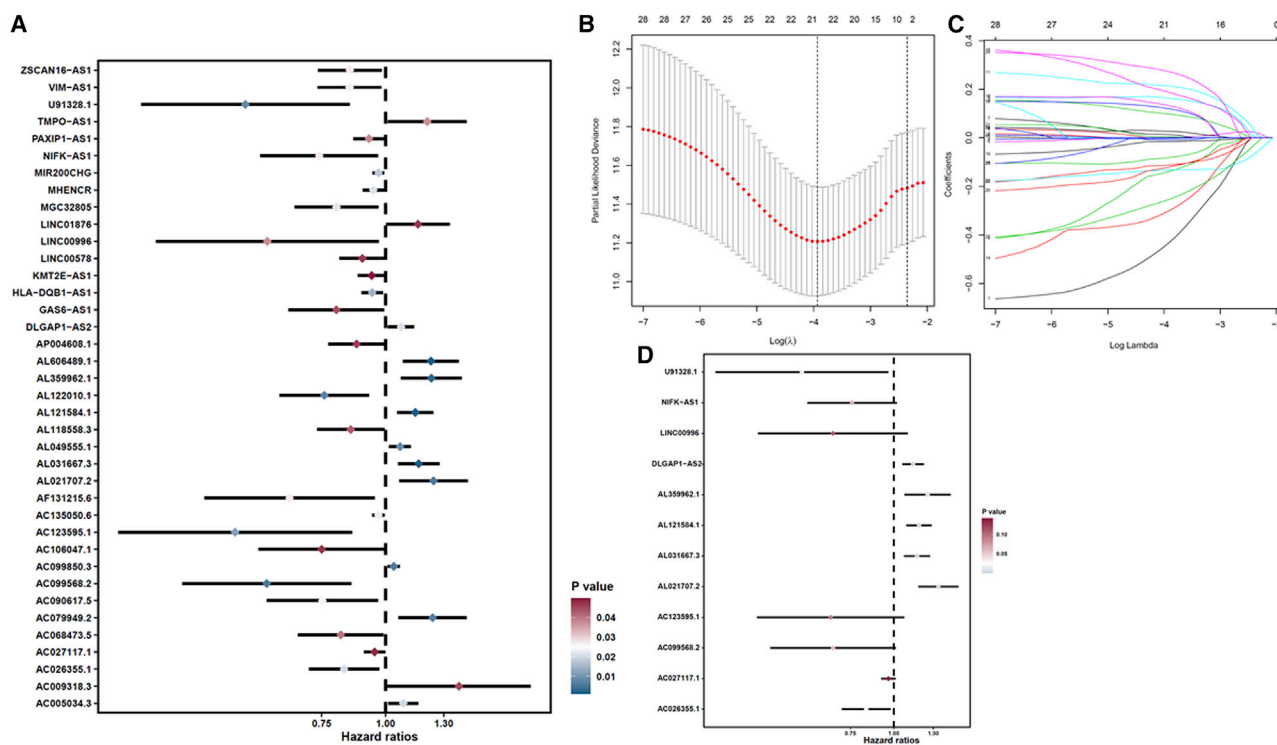 A
ZSCAN16-AS1
VIM-AS1
U91328.1
TMPO-AS1
PAXIP1-AS1
NIFK-AS1
MIR200CHG
MHENCR
MGC32805
LINC01876
LINC00996
LINC00578
KMT2E-AS1
HLA-DQB1-AS1
GAS6-AS1
DLGAP1-AS2
AP004608.1
AL606489.1
AL359962.1
AL122010.1
AL121584.1
AL118558.3
AL049555.1
AL031667.3
AL021707.2
AF131215.6
AC135050.6
AC123595.1
AC106047.1
AC099850.3
AC099568.2
AC090617.5
AC079949.2
AC068473.5
AC027117.1
AC026355.1
AC009318.3
AC005034.3
0.75 1.00 1.30
Hazard ratios
P value
0.04
0.03
0.02
0.01
B
28 28 27 26 25 24 22 22 21 22 20 15 10 2
12.2
12.0
11.8
11.6
11.4
11.2
11.0
Partial Likelihood Deviance
-7 -6 -5 -4 -3 -2
Log(λ)
C
28 27 24 21 16 0
0.4
0.2
0.0
-0.2
-0.4
-0.6
Coefficients
-7 -6 -5 -4 -3 -2 -1
Log Lambda
D
U91328.1
NIFK-AS1
LINC00996
DLGAP1-AS2
AL359962.1
AL121584.1
AL031667.3
AL021707.2
AC123595.1
AC099568.2
AC027117.1
AC026355.1
0.75 1.00 1.30
Hazard ratios
P value
0.10
0.05